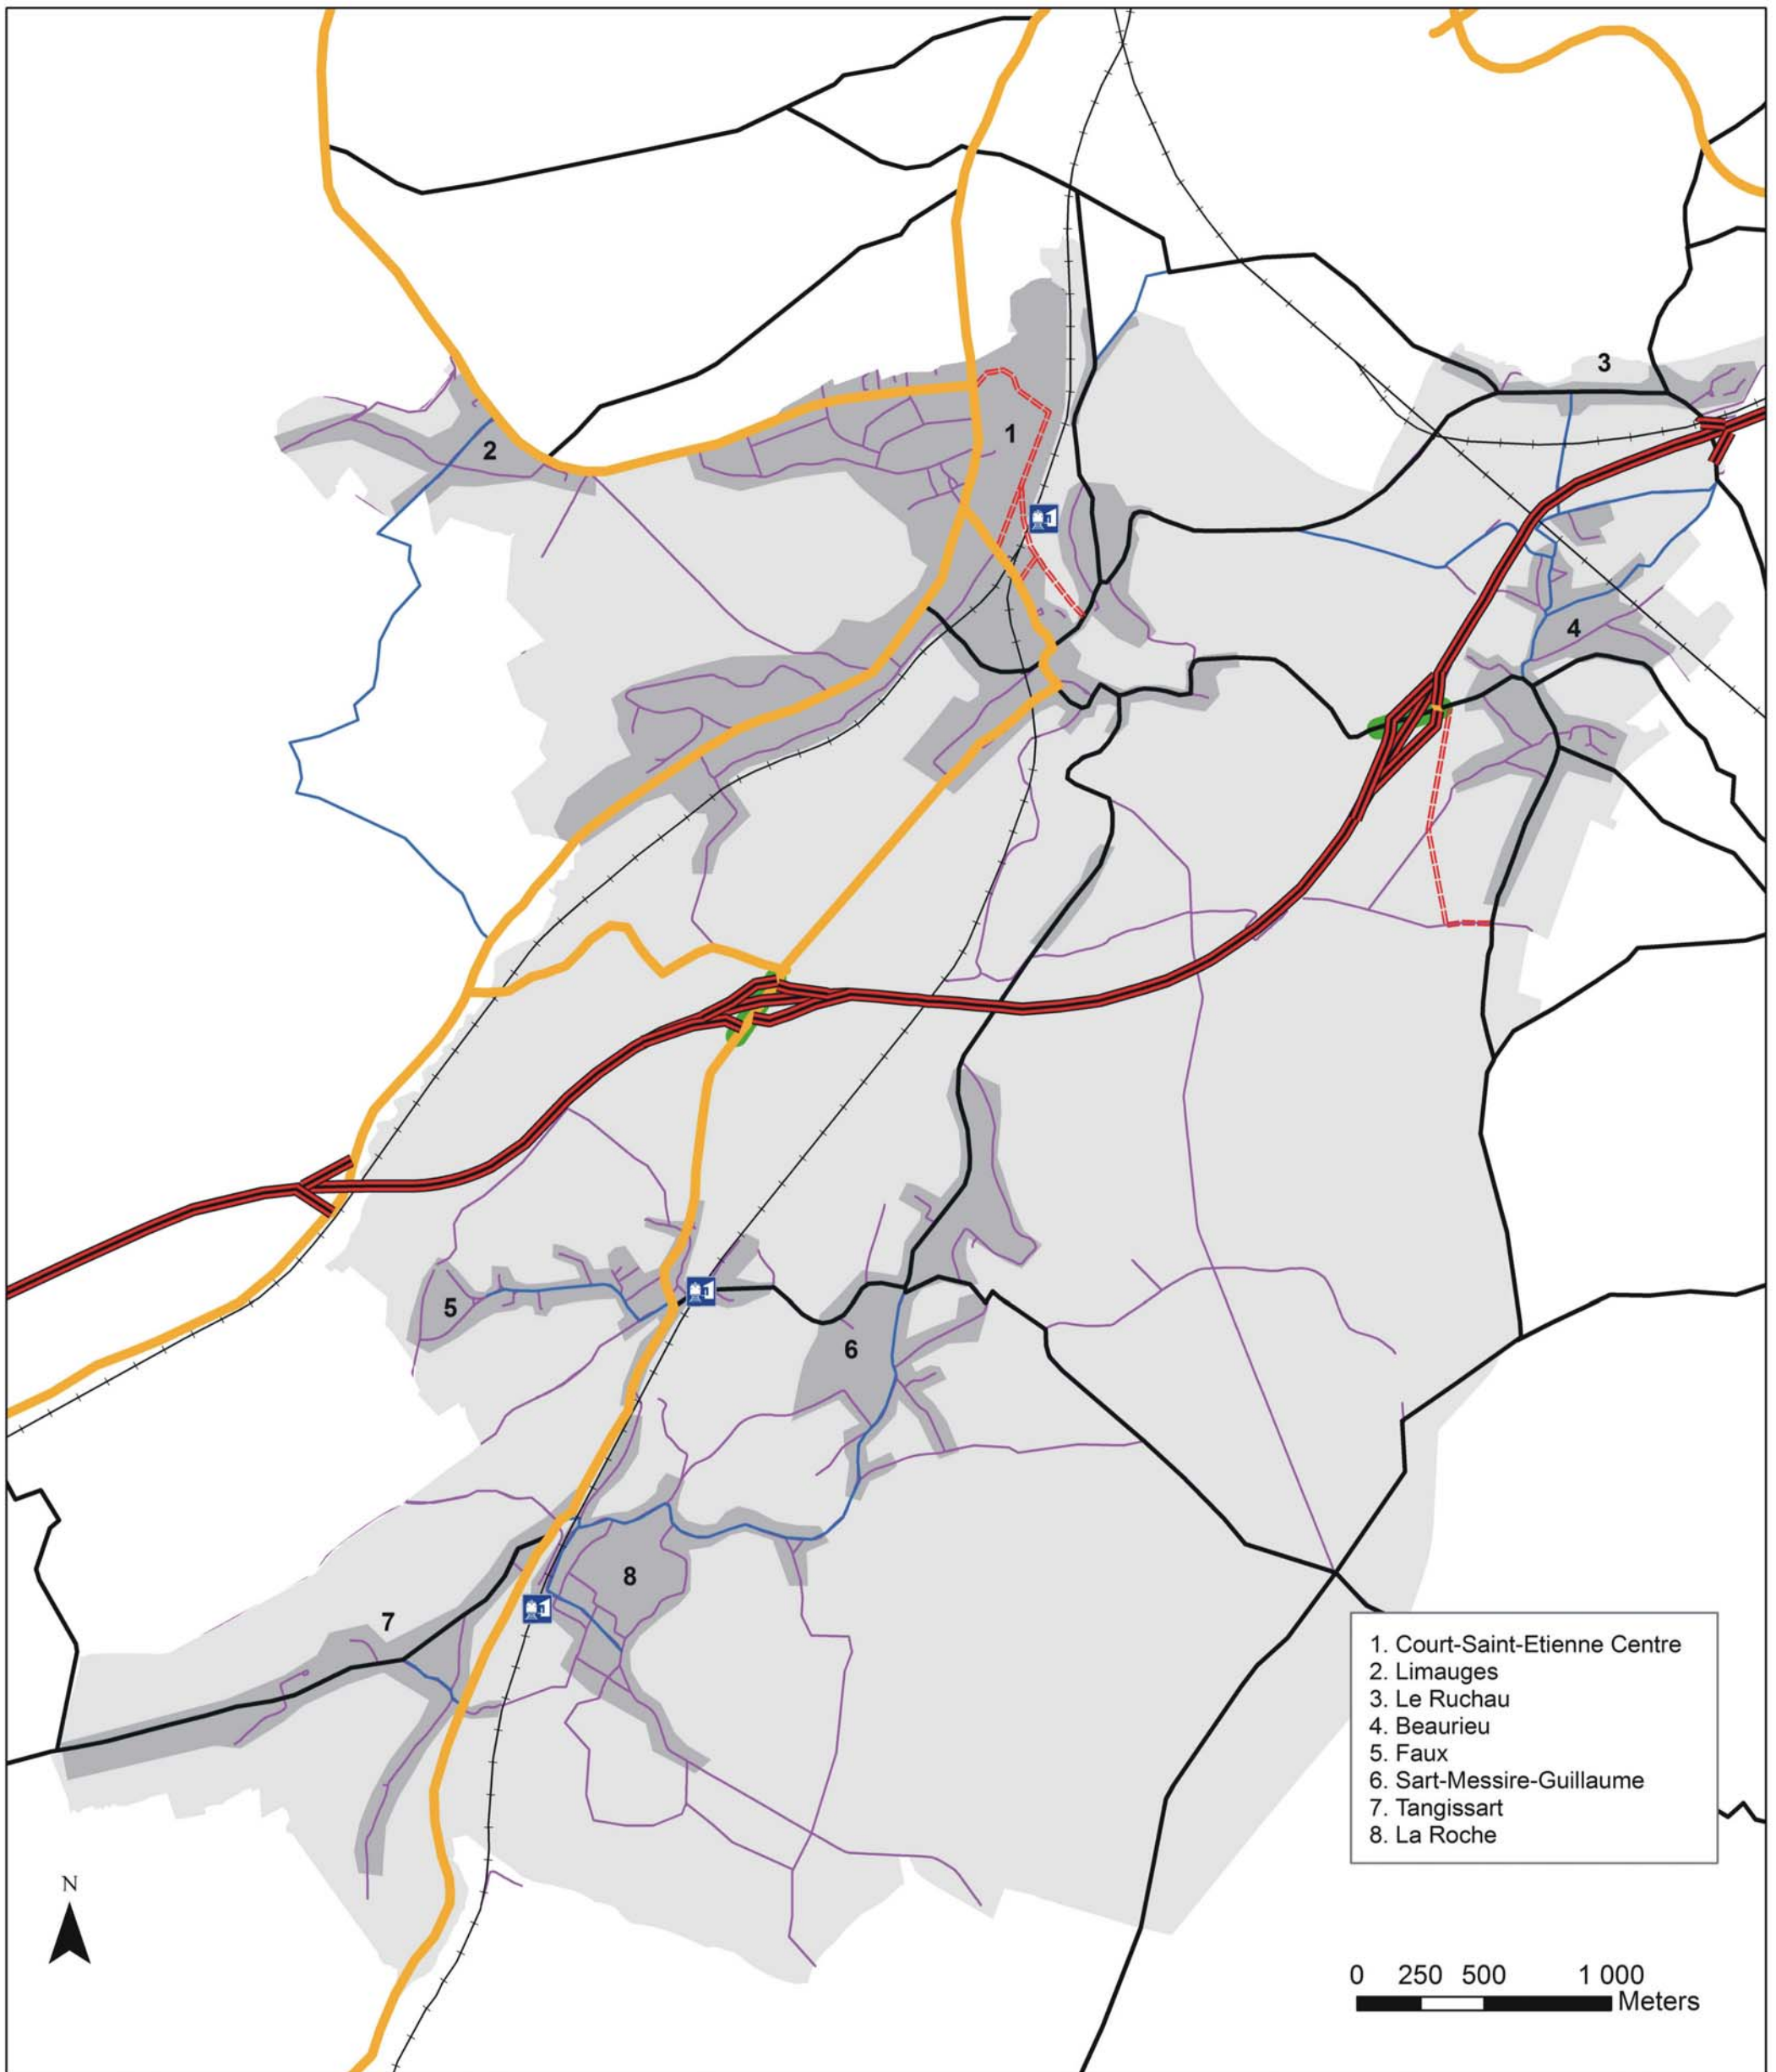 3
1
2
4
5
6
8
7
1. Court-Saint-Etienne Centre
2. Limauges
3. Le Ruchau
4. Beaurieu
5. Faux
6. Sart-Messire-Guillaume
7. Tangissart
8. La Roche
N
0 250 500 1 000
Meters